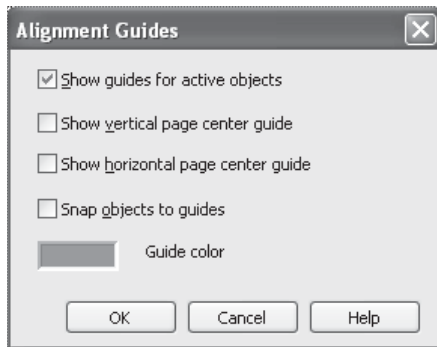 Alignment Guides
Show guides for active objects
Show vertical page center guide
Show horizontal page center guide
Snap objects to guides
Guide color
OK Cancel Help